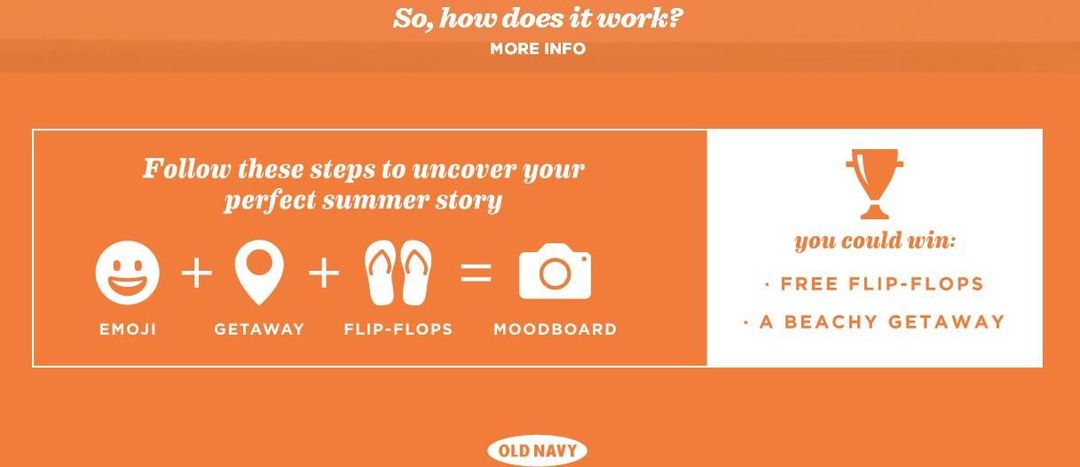 So, how does it work?
MORE INFO
Follow these steps to uncover your
perfect summer story
EMOJI
GETAWAY
FLIP-FLOPS
MOODBOARD
you could win:
· FREE FLIP-FLOPS
· A BEACHY GETAWAY
OLD NAVY